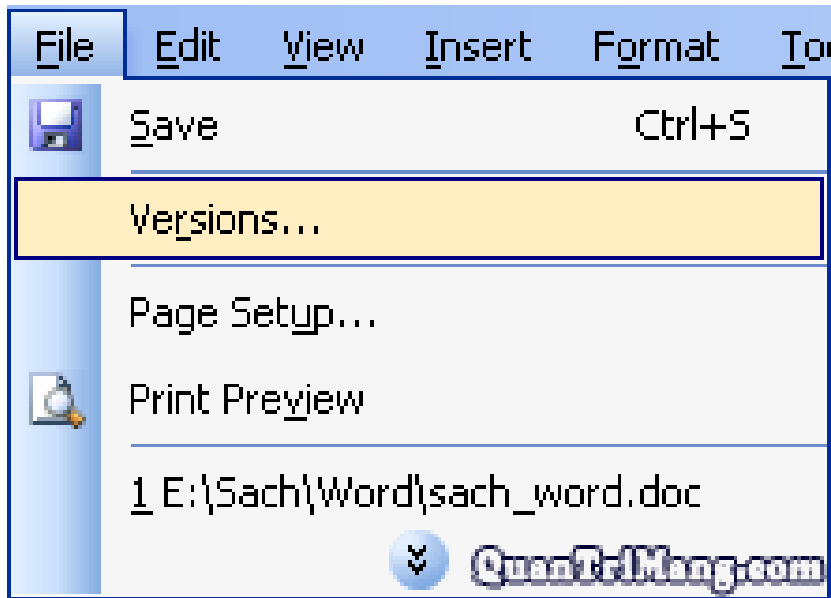 File Edit View Insert Format
Save Ctrl+S
Versions...
Page Setup...
Print Preview
1 E:\Sach\Word\sach_word.doc
QuanTriMang.com